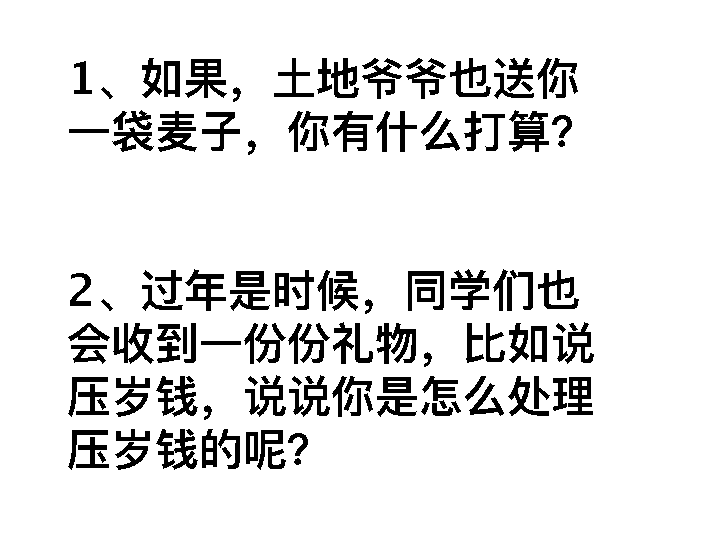 1、如果，土地爷爷也送你
一袋麦子，你有什么打算？
2、过年是时候，同学们也
会收到一份份礼物，比如说
压岁钱，说说你是怎么处理
压岁钱的呢？